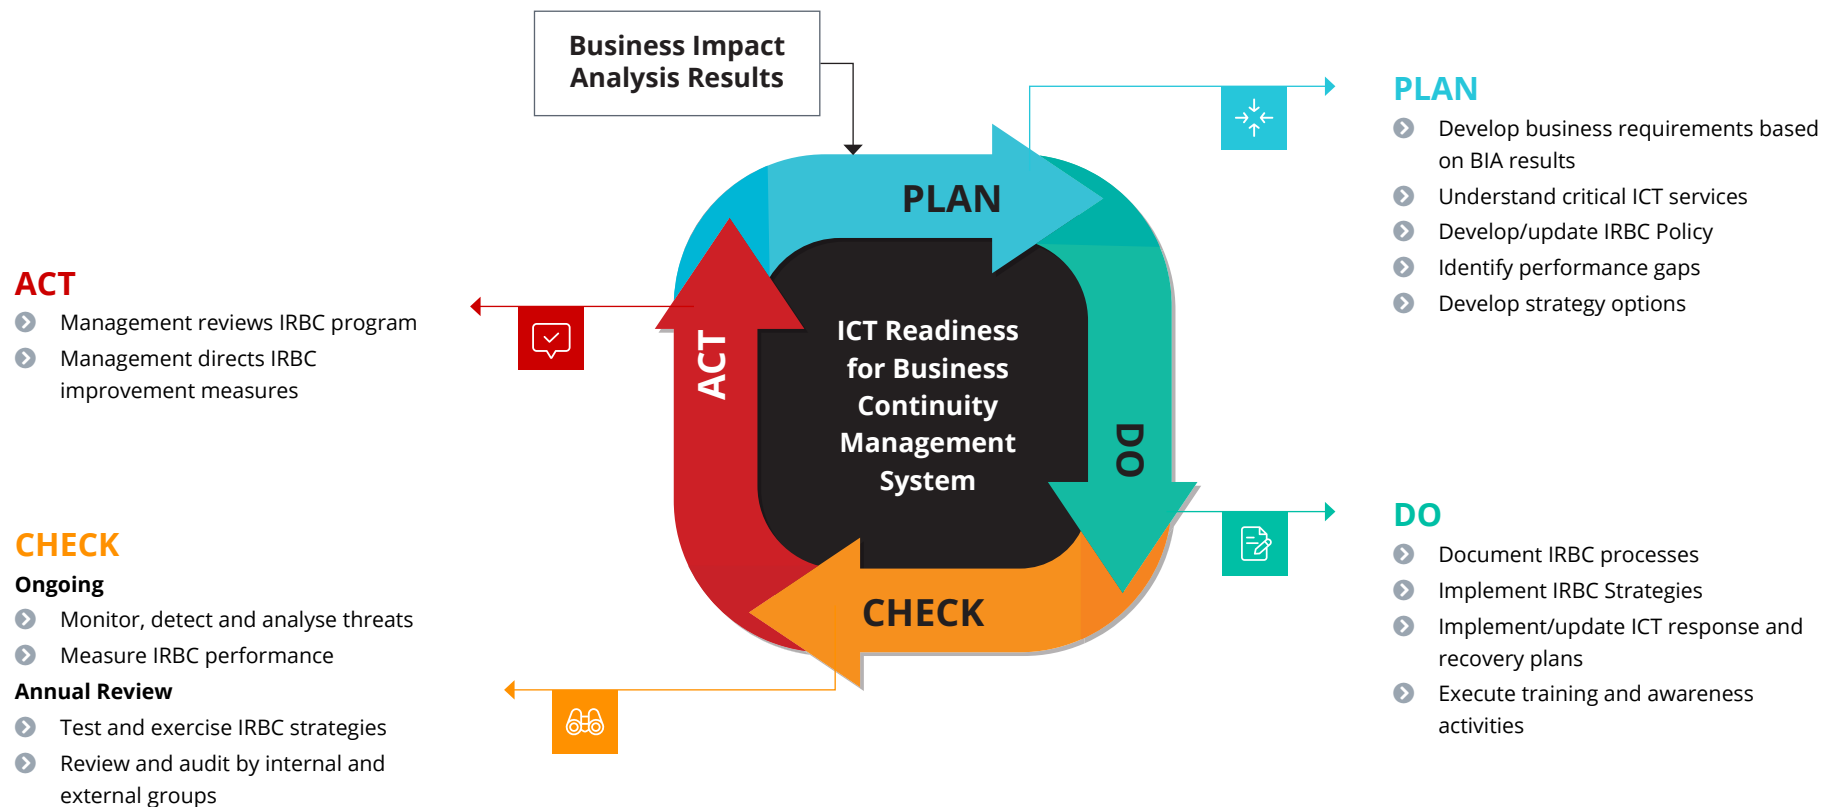 Business Impact
Analysis Results
PLAN
DO
CHECK
ACT
ICT Readiness
for Business
Continuity
Management
System
PLAN
Develop business requirements based
on BIA results
Understand critical ICT services
Develop/update IRBC Policy
Identify performance gaps
Develop strategy options
DO
Document IRBC processes
Implement IRBC Strategies
Implement/update ICT response and
recovery plans
Execute training and awareness
activities
CHECK
Ongoing
Monitor, detect and analyse threats
Measure IRBC performance
Annual Review
Test and exercise IRBC strategies
Review and audit by internal and
external groups
ACT
Management reviews IRBC program
Management directs IRBC
improvement measures